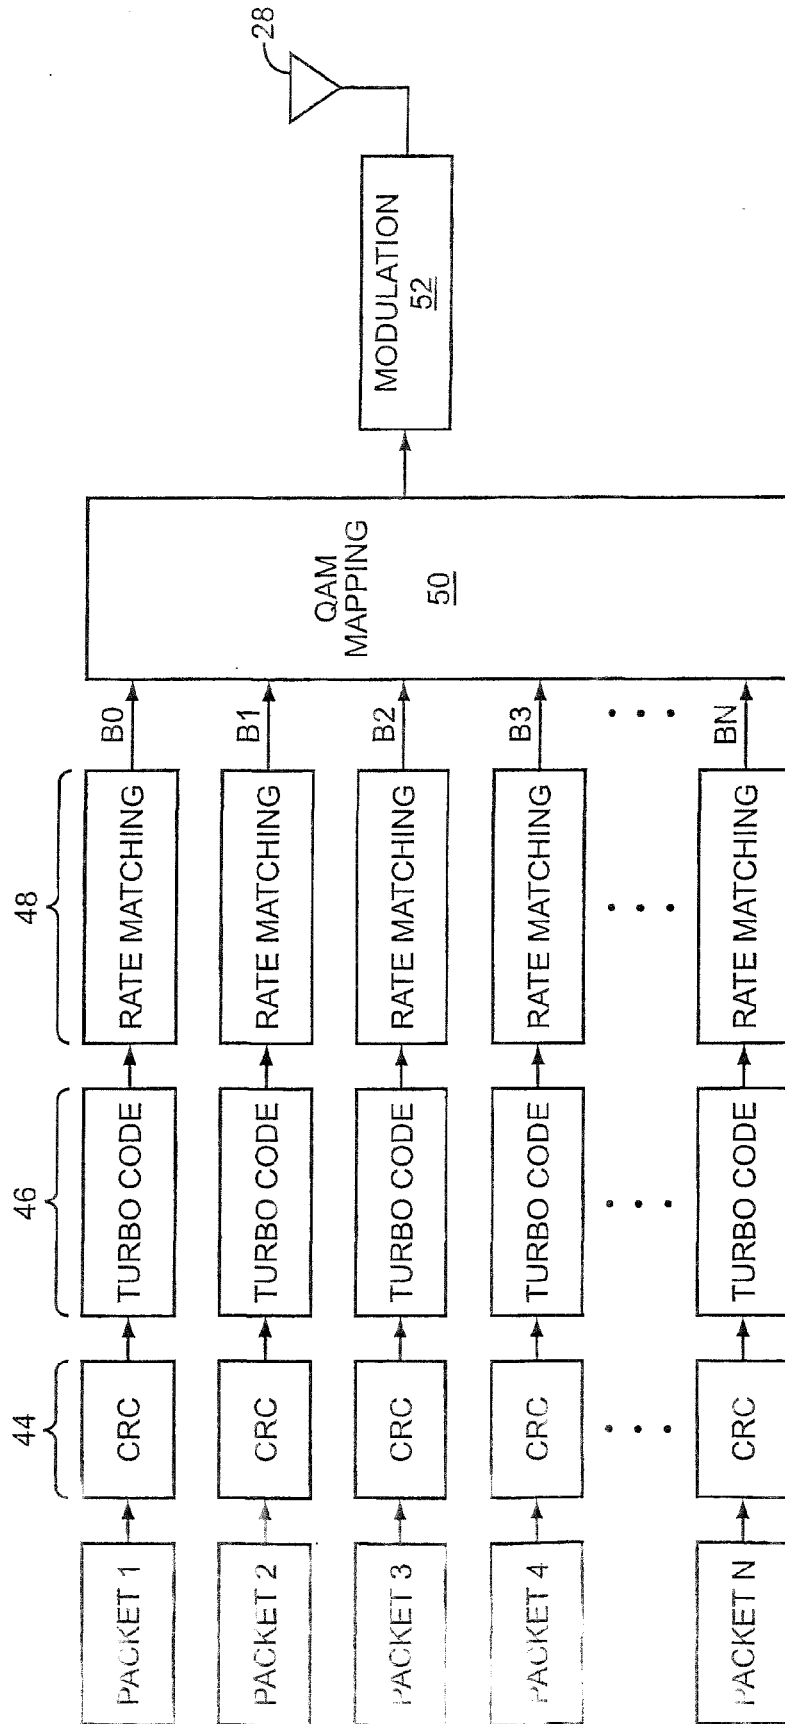 44
46
48
PACKET 1
CRC
TURBO CODE
RATE MATCHING
B0
PACKET 2
CRC
TURBO CODE
RATE MATCHING
B1
PACKET 3
CRC
TURBO CODE
RATE MATCHING
B2
PACKET 4
CRC
TURBO CODE
RATE MATCHING
B3
PACKET N
CRC
TURBO CODE
RATE MATCHING
BN
QAM
MAPPING
50
MODULATION
52
28